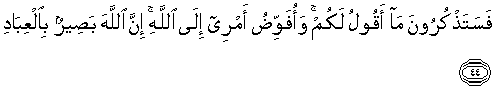 فَسَتَذْكُرُونَ مَآ أَقُولُ لَكُمْ ۚ وَأُفَوِّضُ أَمْرِىٓ إِلَى ٱللَّهِ ۚ إِنَّ ٱللَّهَ بَصِيرٌۢ بِٱلْعِبَادِ
٤٤